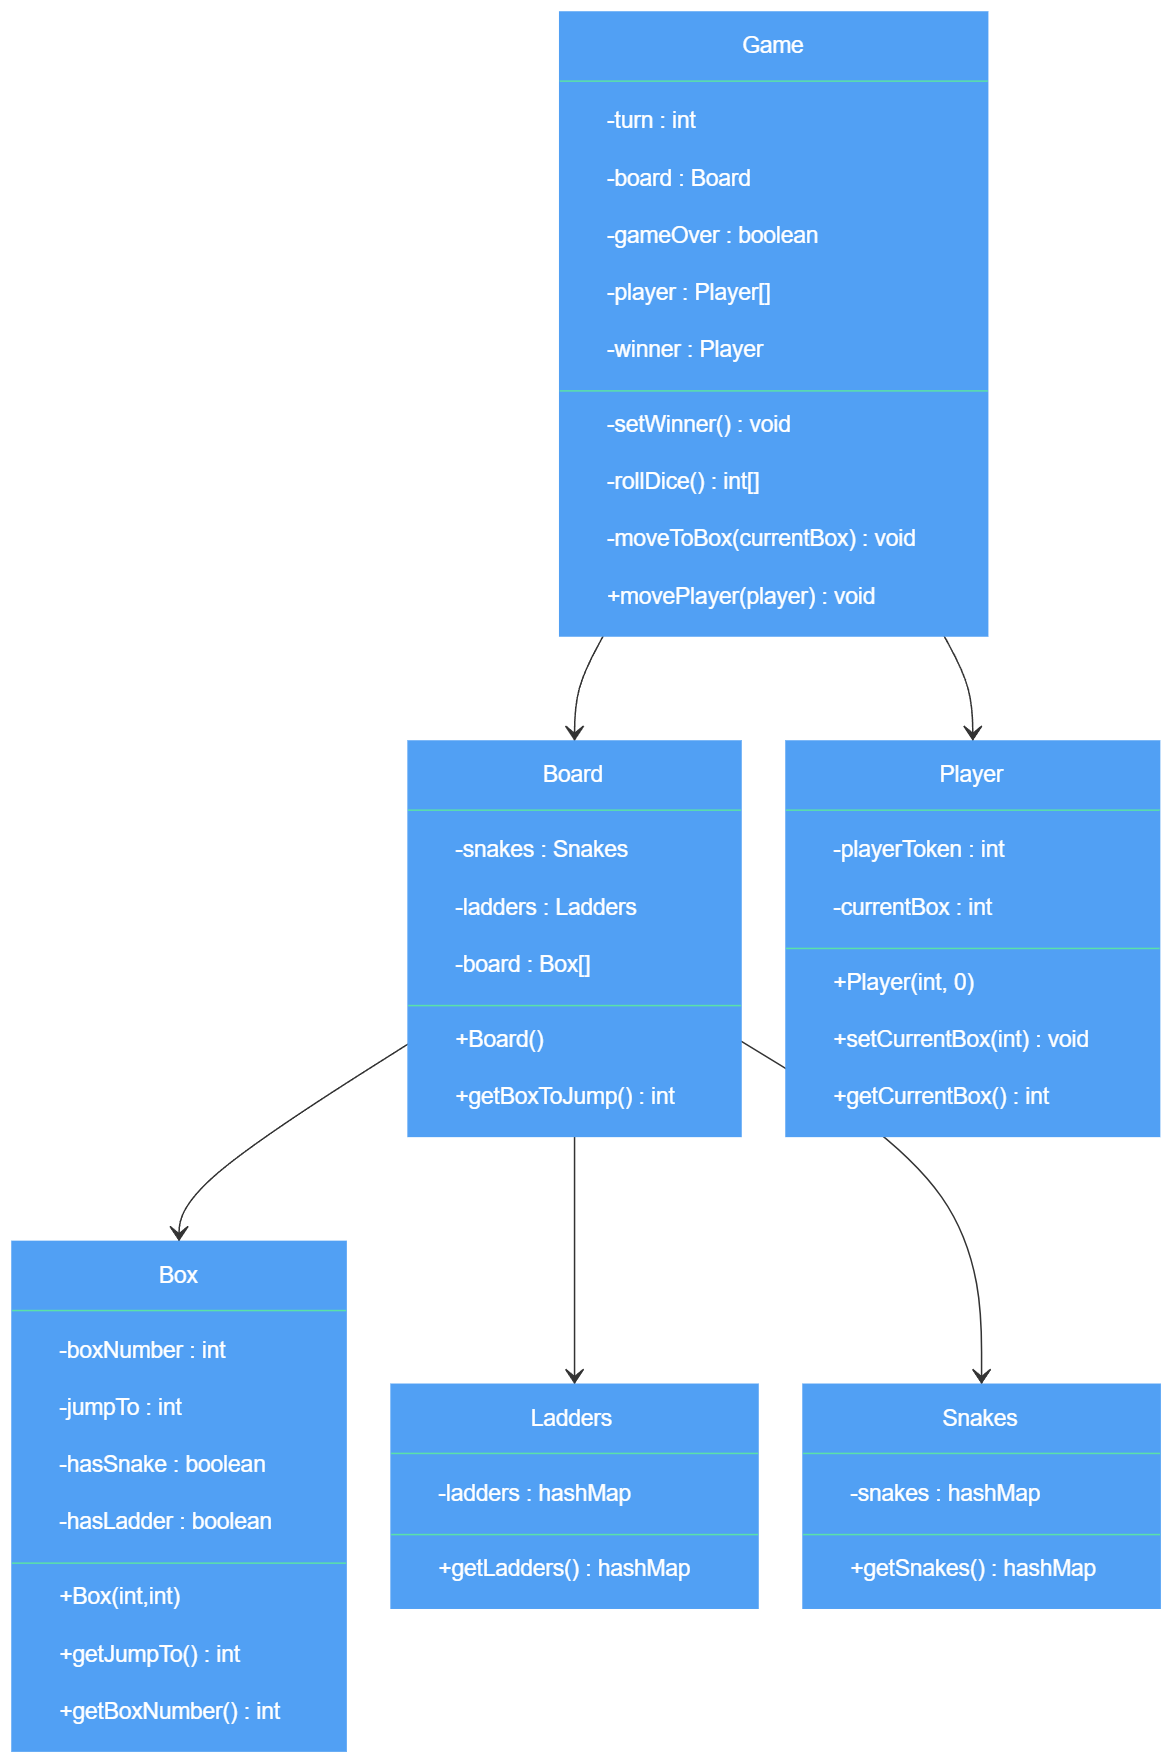 Game
-turn : int
-board : Board
-gameOver : boolean
-player : Player[]
-winner : Player
-setWinner() : void
-rollDice() : int[]
-moveToBox(currentBox) : void
+movePlayer(player) : void
Board
-snakes : Snakes
-ladders : Ladders
-board : Box[]
+Board()
+getBoxToJump() : int
Player
-playerToken : int
-currentBox : int
+Player(int, 0)
+setCurrentBox(int) : void
+getCurrentBox() : int
Box
-boxNumber : int
-jumpTo : int
-hasSnake : boolean
-hasLadder : boolean
+Box(int,int)
+getJumpTo() : int
+getBoxNumber() : int
Ladders
-ladders : hashMap
+getLadders() : hashMap
Snakes
-snakes : hashMap
+getSnakes() : hashMap